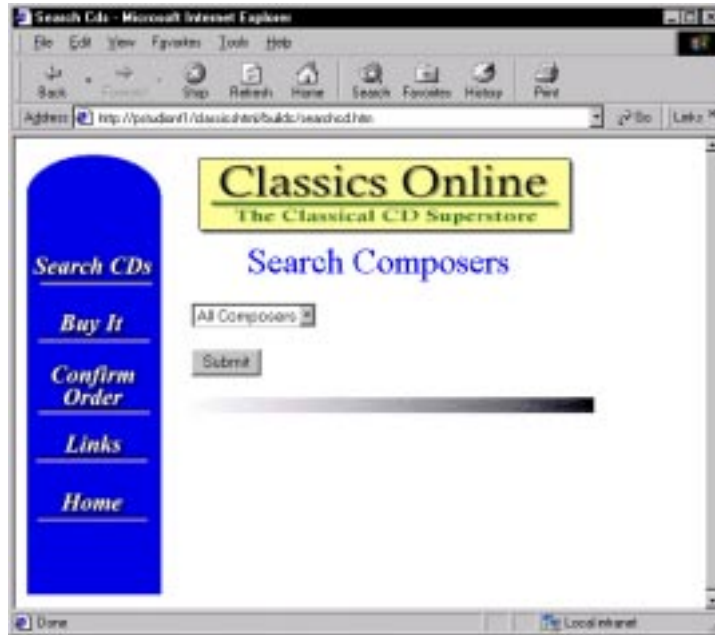 Search Cds - Microsoft Internet Explorer
File Edit View Favorites Tools Help
Back Forward Stop Refresh Home Search Favorites History Print
Address Go Links
Classics Online
The Classical CD Superstore
Search Composers
All Composers
Submit
Search CDs
Buy It
Confirm
Order
Links
Home
Done Local intranet